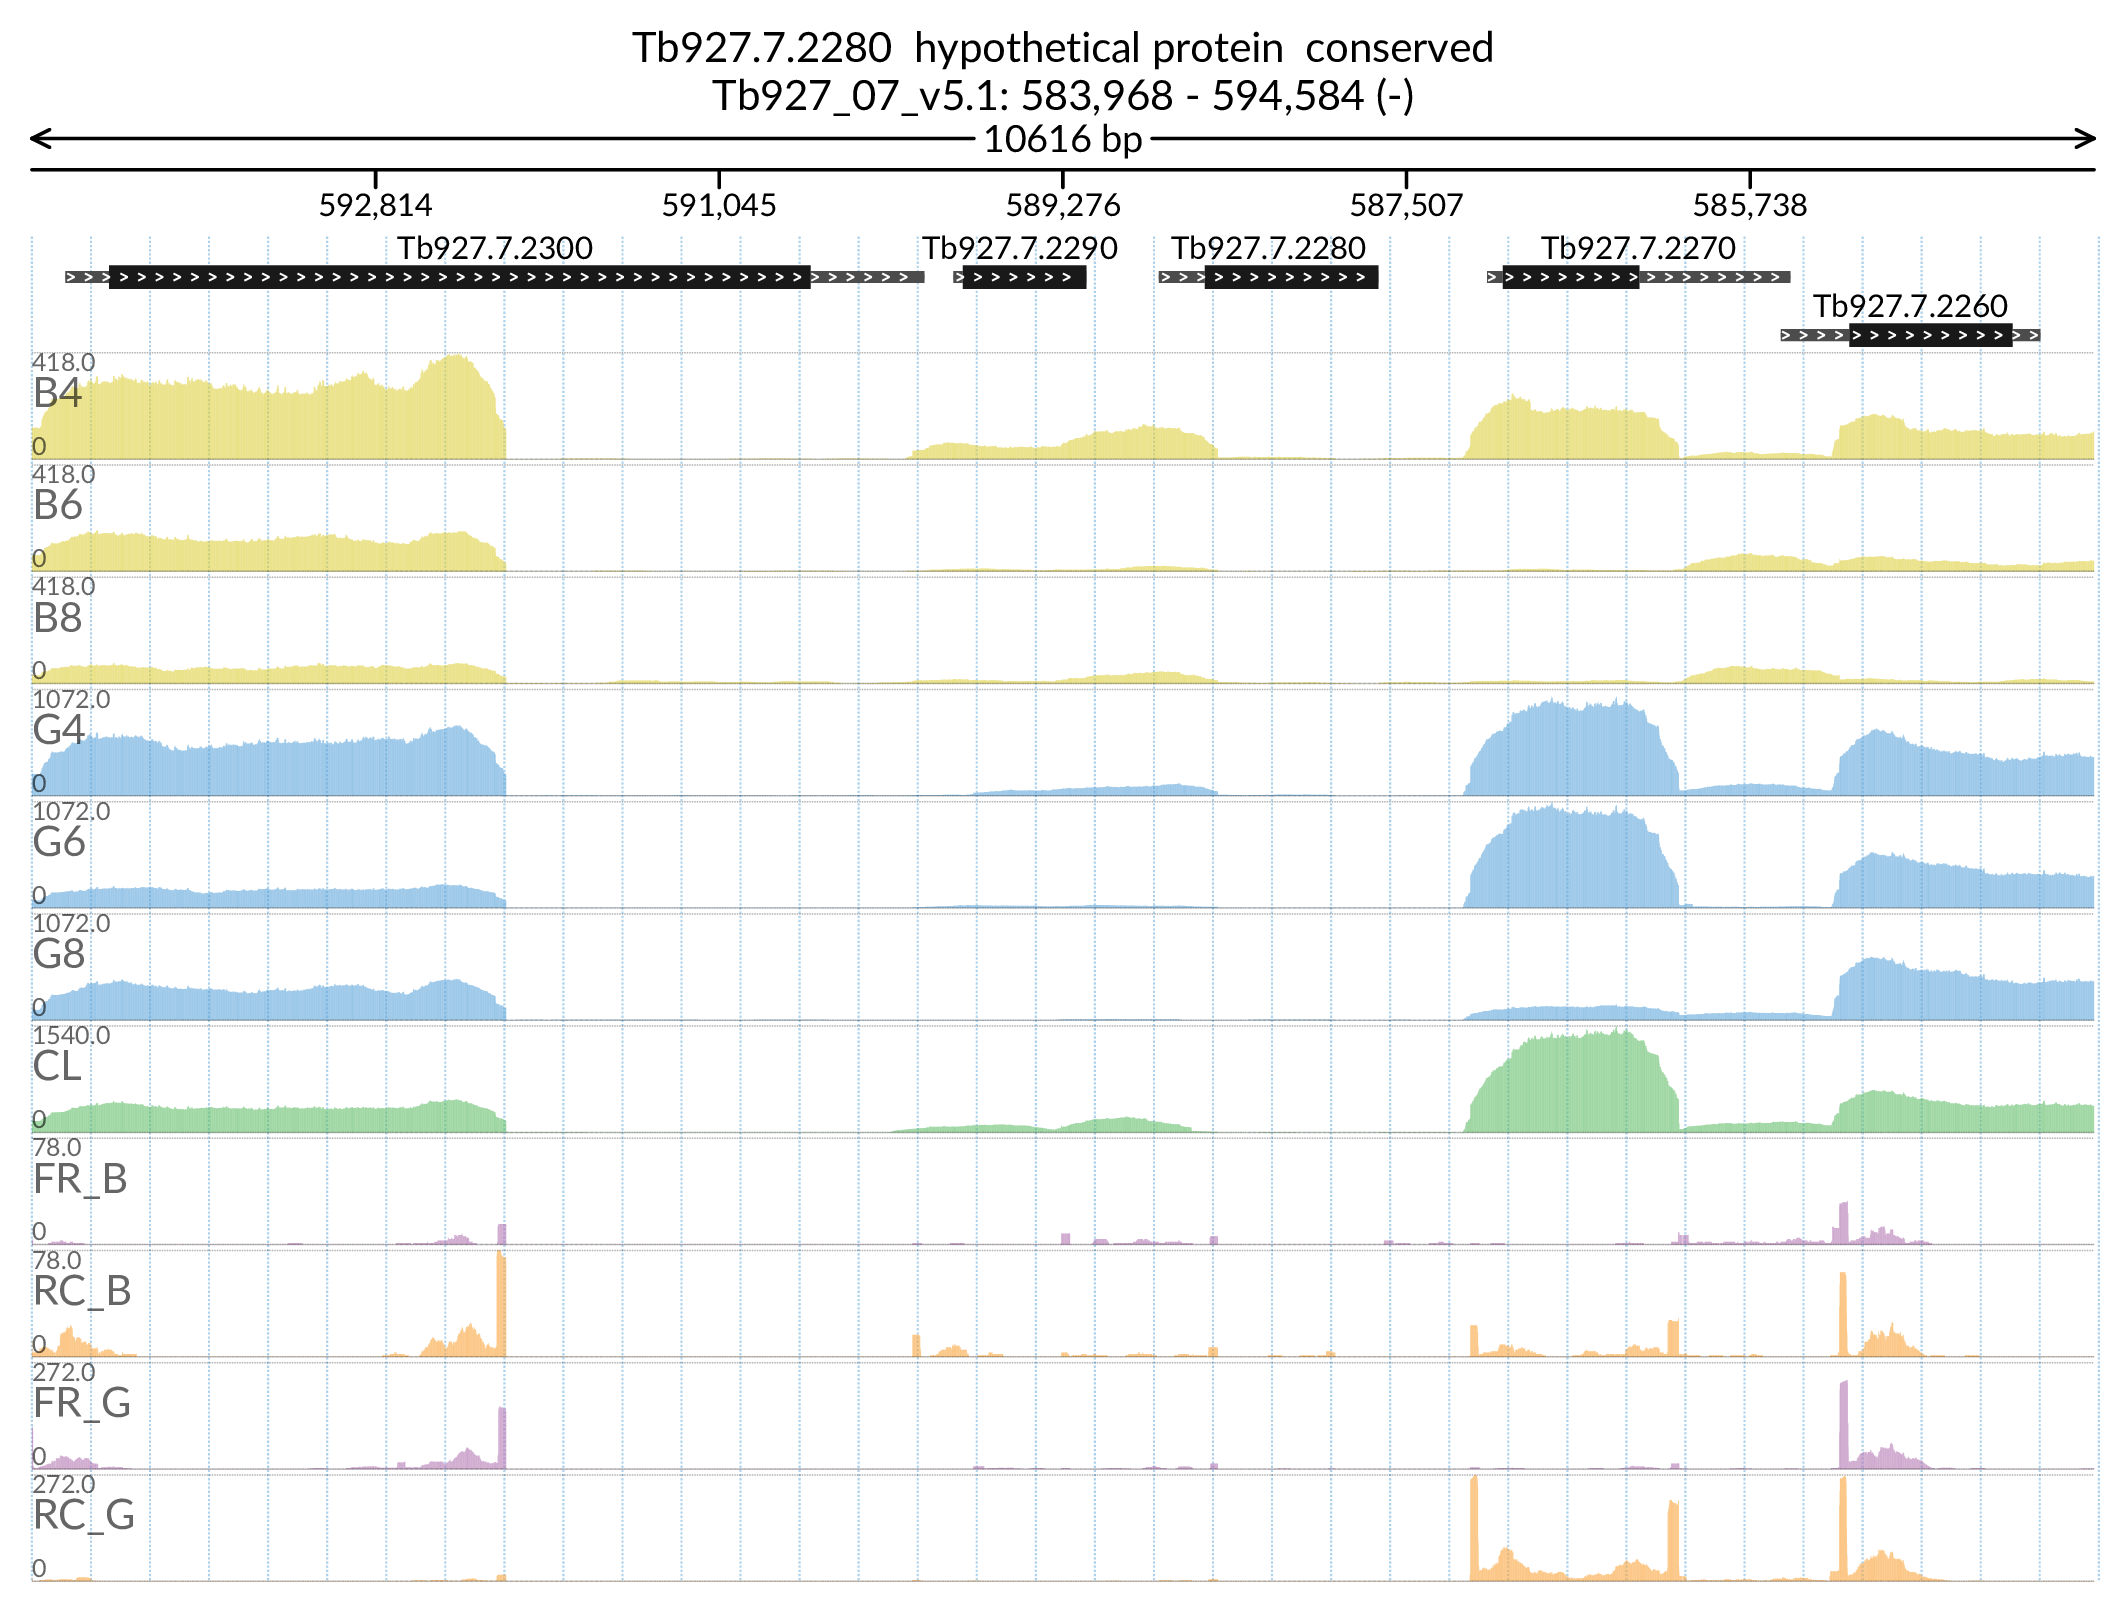 Tb927.7.2280  hypothetical protein  conserved
Tb927_07_v5.1: 583,968 - 594,584 (-)
10616 bp
592,814 591,045 589,276 587,507 585,738
Tb927.7.2300 Tb927.7.2290 Tb927.7.2280 Tb927.7.2270
Tb927.7.2260
418.0
B4
0
418.0
B6
0
418.0
B8
0
1072.0
G4
0
1072.0
G6
0
1072.0
G8
0
1540.0
CL
0
78.0
FR_B
0
78.0
RC_B
0
272.0
FR_G
0
272.0
RC_G
0